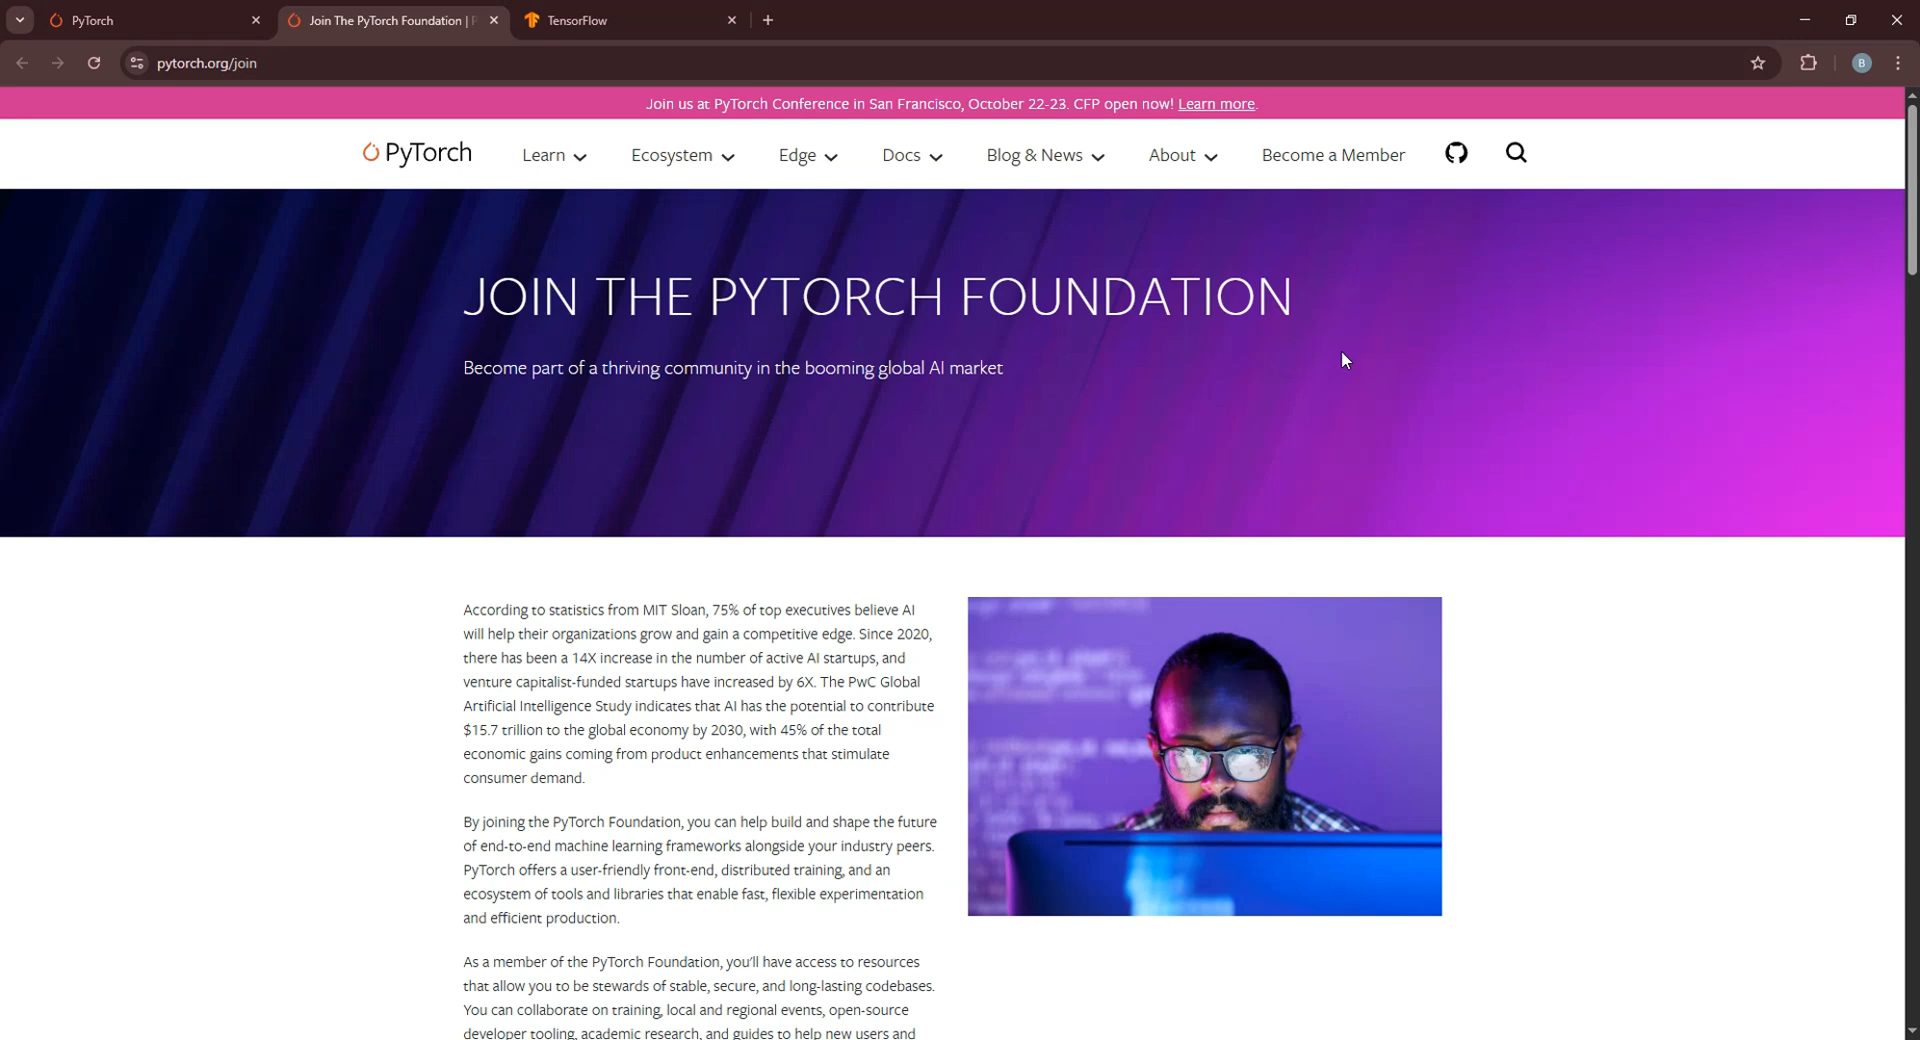 PyTorch
Join The PyTorch Foundation |
TensorFlow
pytorch.org/join
B
Join us at PyTorch Conference in San Francisco, October 22-23. CFP open now! Learn more.
PyTorch
Learn
Ecosystem
Edge
Docs
Blog & News
About
Become a Member
JOIN THE PYTORCH FOUNDATION
Become part of a thriving community in the booming global AI market
According to statistics from MIT Sloan, 75% of top executives believe AI
will help their organizations grow and gain a competitive edge. Since 2020,
there has been a 14X increase in the number of active AI startups, and
venture capitalist-funded startups have increased by 6X. The PwC Global
Artificial Intelligence Study indicates that AI has the potential to contribute
$15.7 trillion to the global economy by 2030, with 45% of the total
economic gains coming from product enhancements that stimulate
consumer demand.
By joining the PyTorch Foundation, you can help build and shape the future
of end-to-end machine learning frameworks alongside your industry peers.
PyTorch offers a user-friendly front-end, distributed training, and an
ecosystem of tools and libraries that enable fast, flexible experimentation
and efficient production.
As a member of the PyTorch Foundation, you'll have access to resources
that allow you to be stewards of stable, secure, and long-lasting codebases.
You can collaborate on training, local and regional events, open-source
developer tooling, academic research, and guides to help new users and